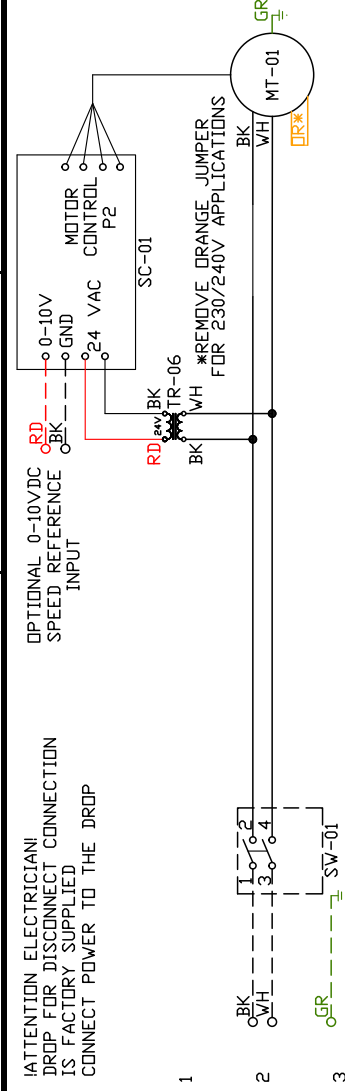 !ATTENTION ELECTRICIAN!
DROP FOR DISCONNECT CONNECTION
IS FACTORY SUPPLIED
CONNECT POWER TO THE DROP
OPTIONAL 0-10VDC
SPEED REFERENCE
INPUT
RD
BK
0-10V
GND
24 VAC
MOTOR
CONTROL
P2
SC-01
RD
24V
BK
TR-06
BK
WH
*REMOVE ORANGE JUMPER
FOR 230/240V APPLICATIONS
GR
MT-01
BK
WH
OR*
1
2
3
BK
WH
GR
1
2
3
4
SW-01